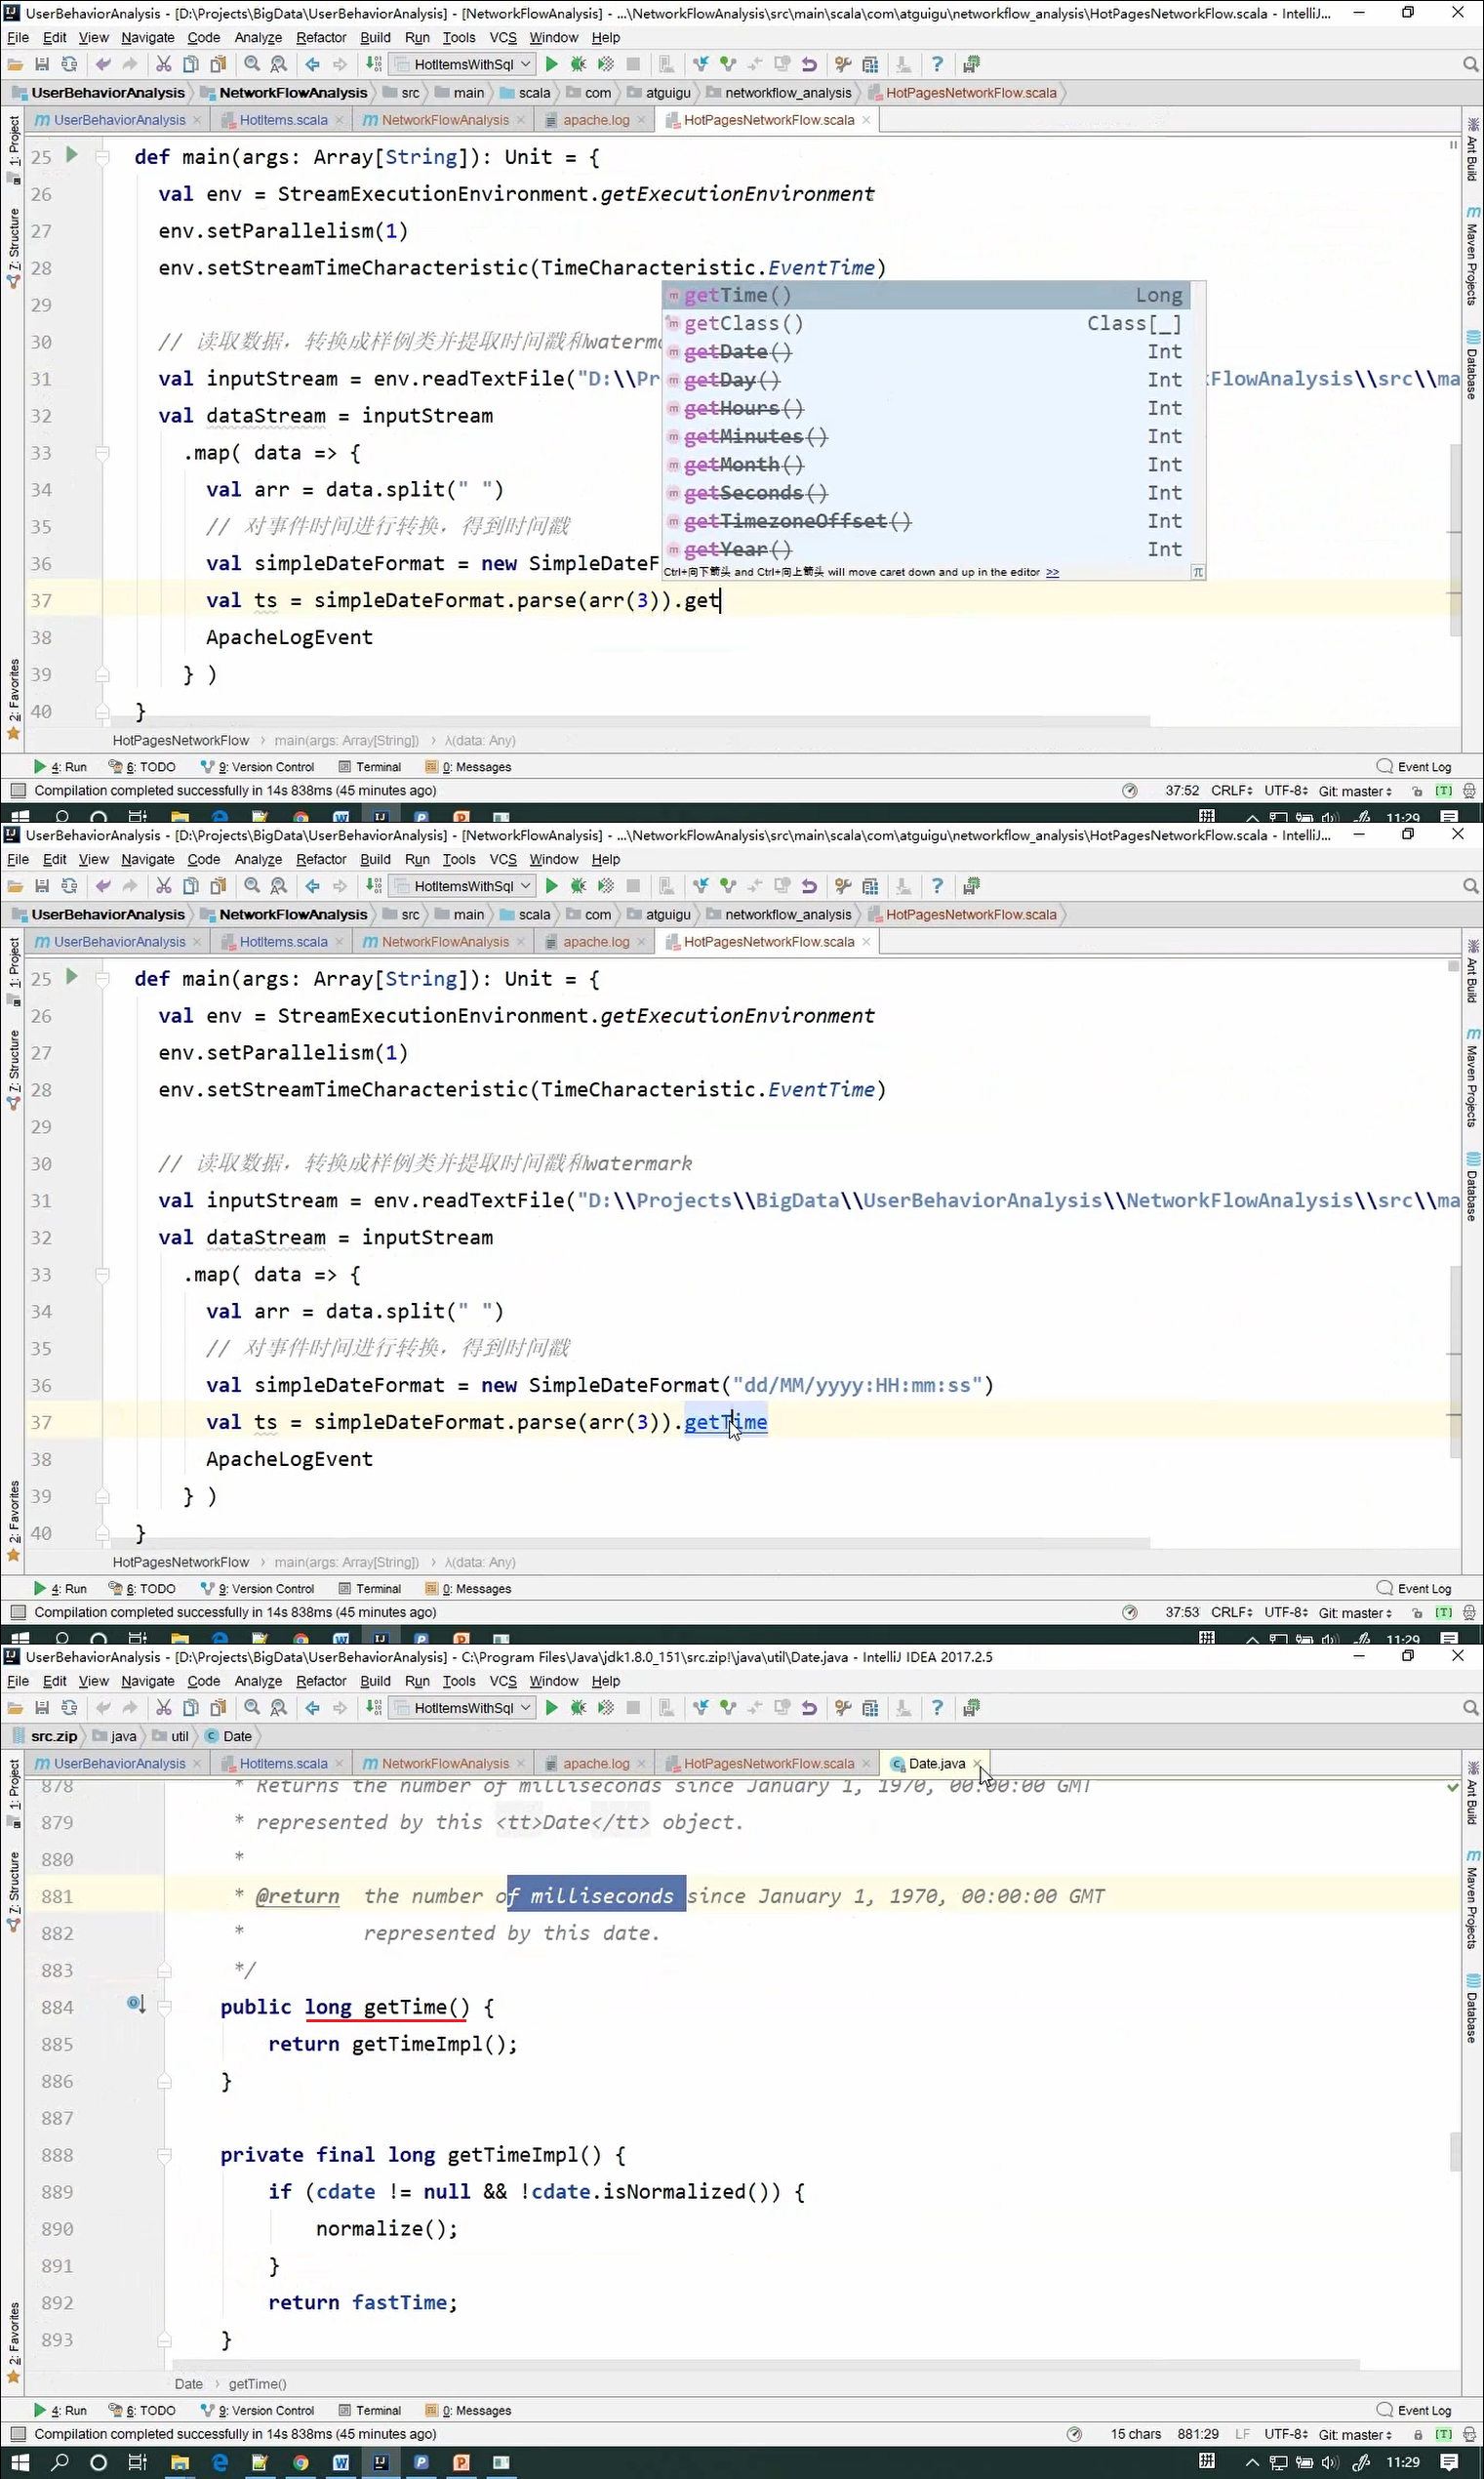 UserBehaviorAnalysis - [D:\Projects\BigData\UserBehaviorAnalysis] - [NetworkFlowAnalysis] - ...\NetworkFlowAnalysis\src\main\scala\com\atguigu\networkflow_analysis\HotPagesNetworkFlow.scala - IntelliJ...
File Edit View Navigate Code Analyze Refactor Build Run Tools VCS Window Help
HotItemsWithSql
UserBehaviorAnalysis NetworkFlowAnalysis src main scala com atguigu networkflow_analysis HotPagesNetworkFlow.scala
UserBehaviorAnalysis HotItems.scala NetworkFlowAnalysis apache.log HotPagesNetworkFlow.scala
1: Project
7: Structure
2: Favorites
Ant Build
Maven Projects
Database
25 def main(args: Array[String]): Unit = {
26 val env = StreamExecutionEnvironment.getExecutionEnvironment
27 env.setParallelism(1)
28 env.setStreamTimeCharacteristic(TimeCharacteristic.EventTime)
29
30 // 读取数据，转换成样例类并提取时间戳和waterm
31 val inputStream = env.readTextFile("D:\\Pr FlowAnalysis\\src\\ma
32 val dataStream = inputStream
33 .map( data => {
34 val arr = data.split(" ")
35 // 对事件时间进行转换，得到时间戳
36 val simpleDateFormat = new SimpleDateF
37 val ts = simpleDateFormat.parse(arr(3)).get
38 ApacheLogEvent
39 } )
40 }
getTime() Long
getClass() Class[_]
getDate() Int
getDay() Int
getHours() Int
getMinutes() Int
getMonth() Int
getSeconds() Int
getTimezoneOffset() Int
getYear() Int
Ctrl+向下箭头 and Ctrl+向上箭头 will move caret down and up in the editor >> π
HotPagesNetworkFlow main(args: Array[String]) λ(data: Any)
4: Run 6: TODO 9: Version Control Terminal 0: Messages Event Log
Compilation completed successfully in 14s 838ms (45 minutes ago) 37:52 CRLF UTF-8 Git: master [T]
11:29
UserBehaviorAnalysis - [D:\Projects\BigData\UserBehaviorAnalysis] - [NetworkFlowAnalysis] - ...\NetworkFlowAnalysis\src\main\scala\com\atguigu\networkflow_analysis\HotPagesNetworkFlow.scala - IntelliJ...
File Edit View Navigate Code Analyze Refactor Build Run Tools VCS Window Help
HotItemsWithSql
UserBehaviorAnalysis NetworkFlowAnalysis src main scala com atguigu networkflow_analysis HotPagesNetworkFlow.scala
UserBehaviorAnalysis HotItems.scala NetworkFlowAnalysis apache.log HotPagesNetworkFlow.scala
1: Project
7: Structure
2: Favorites
Ant Build
Maven Projects
Database
25 def main(args: Array[String]): Unit = {
26 val env = StreamExecutionEnvironment.getExecutionEnvironment
27 env.setParallelism(1)
28 env.setStreamTimeCharacteristic(TimeCharacteristic.EventTime)
29
30 // 读取数据，转换成样例类并提取时间戳和watermark
31 val inputStream = env.readTextFile("D:\\Projects\\BigData\\UserBehaviorAnalysis\\NetworkFlowAnalysis\\src\\ma
32 val dataStream = inputStream
33 .map( data => {
34 val arr = data.split(" ")
35 // 对事件时间进行转换，得到时间戳
36 val simpleDateFormat = new SimpleDateFormat("dd/MM/yyyy:HH:mm:ss")
37 val ts = simpleDateFormat.parse(arr(3)).getTime
38 ApacheLogEvent
39 } )
40 }
HotPagesNetworkFlow main(args: Array[String]) λ(data: Any)
4: Run 6: TODO 9: Version Control Terminal 0: Messages Event Log
Compilation completed successfully in 14s 838ms (45 minutes ago) 37:53 CRLF UTF-8 Git: master [T]
11:29
UserBehaviorAnalysis - [D:\Projects\BigData\UserBehaviorAnalysis] - C:\Program Files\Java\jdk1.8.0_151\src.zip!\java\util\Date.java - IntelliJ IDEA 2017.2.5
File Edit View Navigate Code Analyze Refactor Build Run Tools VCS Window Help
HotItemsWithSql
src.zip java util Date
UserBehaviorAnalysis HotItems.scala NetworkFlowAnalysis apache.log HotPagesNetworkFlow.scala Date.java
1: Project
7: Structure
2: Favorites
Ant Build
Maven Projects
Database
878 * Returns the number of milliseconds since January 1, 1970, 00:00:00 GMT
879 * represented by this <tt>Date</tt> object.
880 *
881 * @return the number of milliseconds since January 1, 1970, 00:00:00 GMT
882 * represented by this date.
883 */
884 public long getTime() {
885 return getTimeImpl();
886 }
887
888 private final long getTimeImpl() {
889 if (cdate != null && !cdate.isNormalized()) {
890 normalize();
891 }
892 return fastTime;
893 }
Date getTime()
4: Run 6: TODO 9: Version Control Terminal 0: Messages Event Log
Compilation completed successfully in 14s 838ms (45 minutes ago) 15 chars 881:29 LF UTF-8 Git: master [T]
11:29